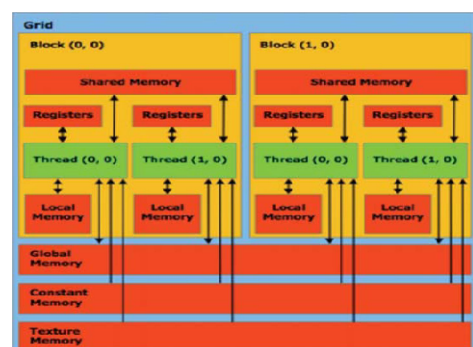 Grid
Block (0, 0)
Block (1, 0)
Shared Memory
Shared Memory
Registers
Registers
Registers
Registers
Thread (0, 0)
Thread (1, 0)
Thread (0, 0)
Thread (1, 0)
Local
Memory
Local
Memory
Local
Memory
Local
Memory
Global
Memory
Constant
Memory
Texture
Memory